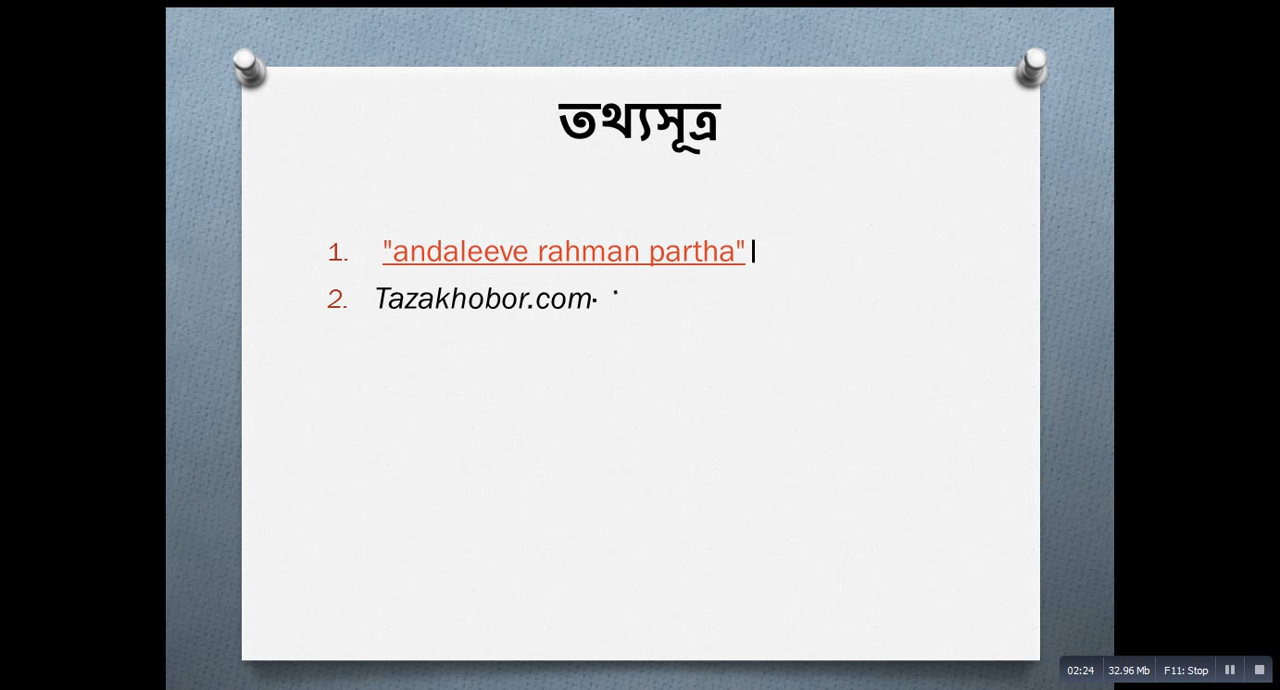 তথ্যসূত্র
1. "andaleeve rahman partha"।
2. Tazakhobor.com.
02:24 32.96 Mb F11: Stop